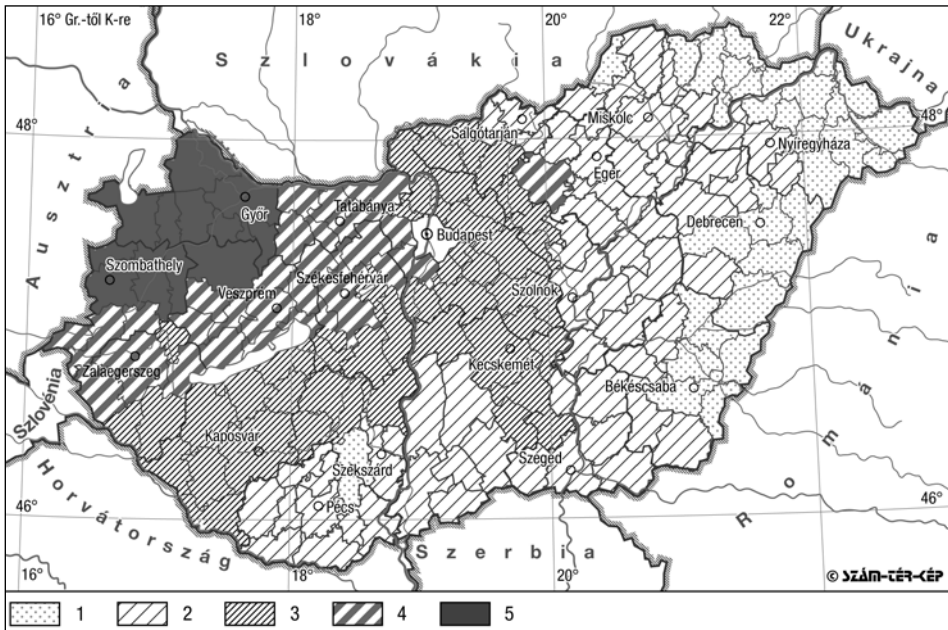 16° Gr.-től K-re
18°
20°
22°
Szlovákia
Ukrajna
Ausztria
48°
48°
Salgótarján
Miskolc
Nyíregyháza
Eger
Győr
Tatabánya
Budapest
Debrecen
Szombathely
Veszprém
Székesfehérvár
Szolnok
Zalaegerszeg
Kecskemét
Békéscsaba
Szlovénia
Kaposvár
Szekszárd
Szeged
Pécs
Románia
Horvátország
46°
46°
Szerbia
16°
18°
20°
© SZÁM-TÉR-KÉP
1 2 3 4 5